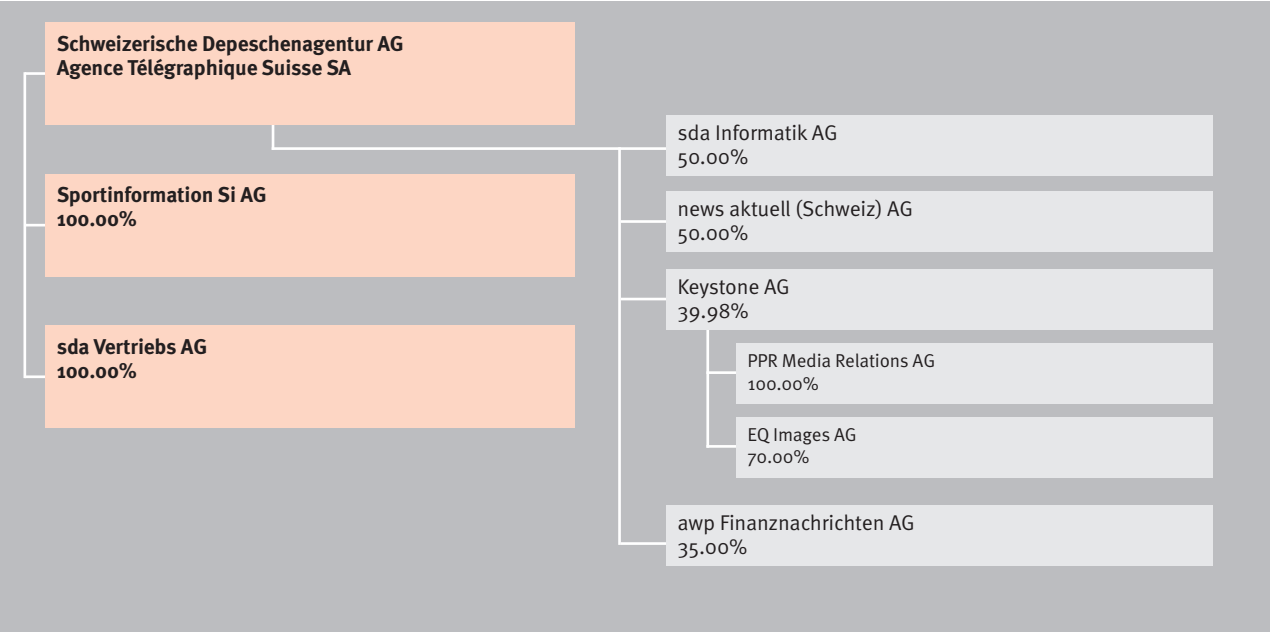 Schweizerische Depeschenagentur AG
Agence Télégraphique Suisse SA
Sportinformation Si AG
100.00%
sda Vertriebs AG
100.00%
sda Informatik AG
50.00%
news aktuell (Schweiz) AG
50.00%
Keystone AG
39.98%
PPR Media Relations AG
100.00%
EQ Images AG
70.00%
awp Finanznachrichten AG
35.00%